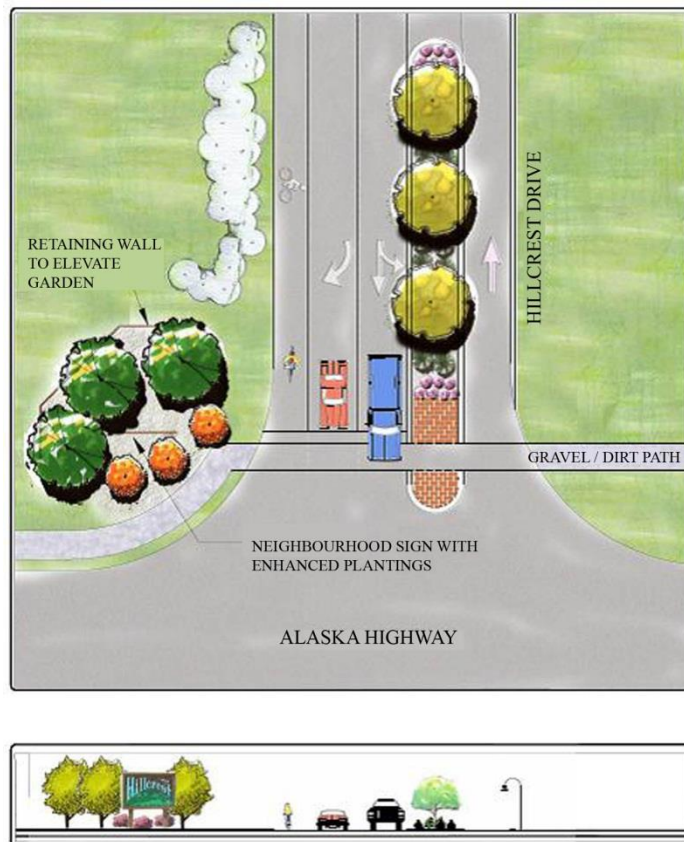 RETAINING WALL
TO ELEVATE
GARDEN
HILLCREST DRIVE
GRAVEL / DIRT PATH
NEIGHBOURHOOD SIGN WITH
ENHANCED PLANTINGS
ALASKA HIGHWAY
Hillcrest